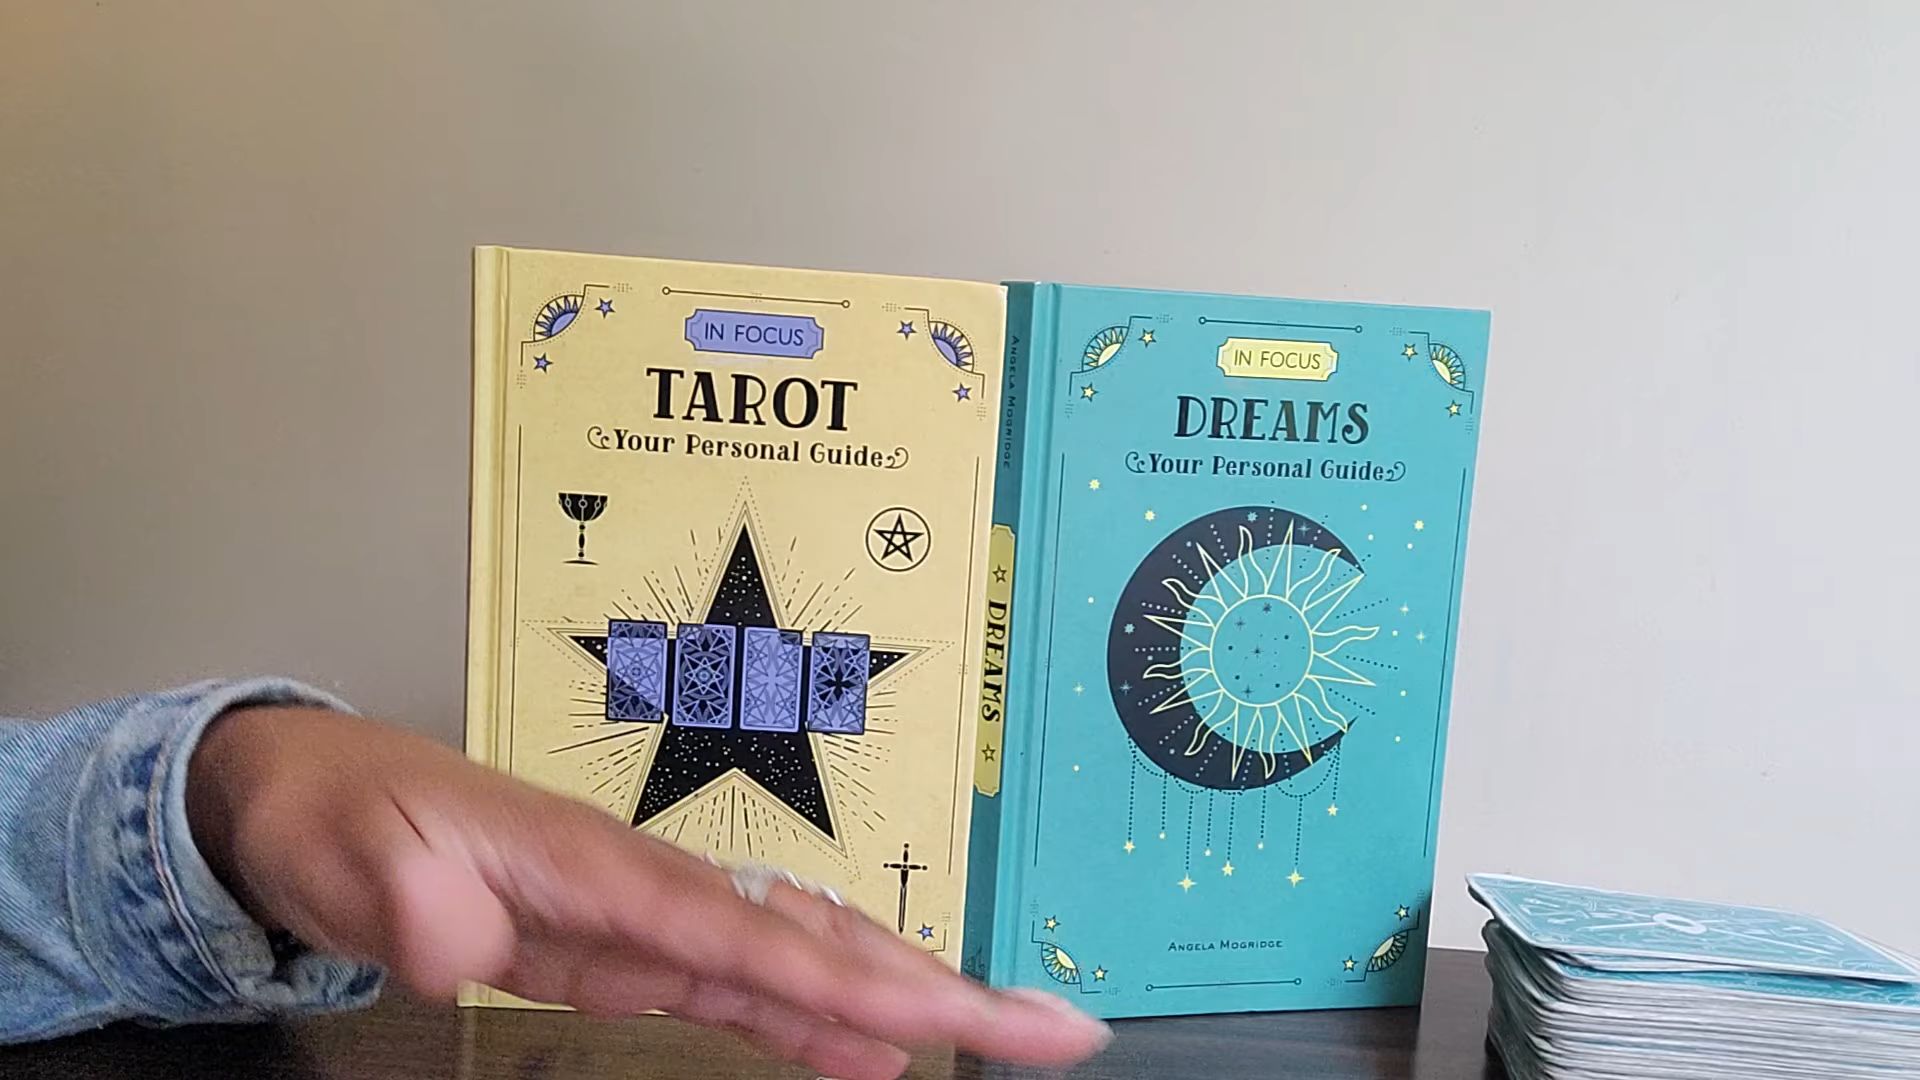 IN FOCUS
TAROT
Your Personal Guide
ANGELA MOGRIDGE
DREAMS
IN FOCUS
DREAMS
Your Personal Guide
ANGELA MOGRIDGE